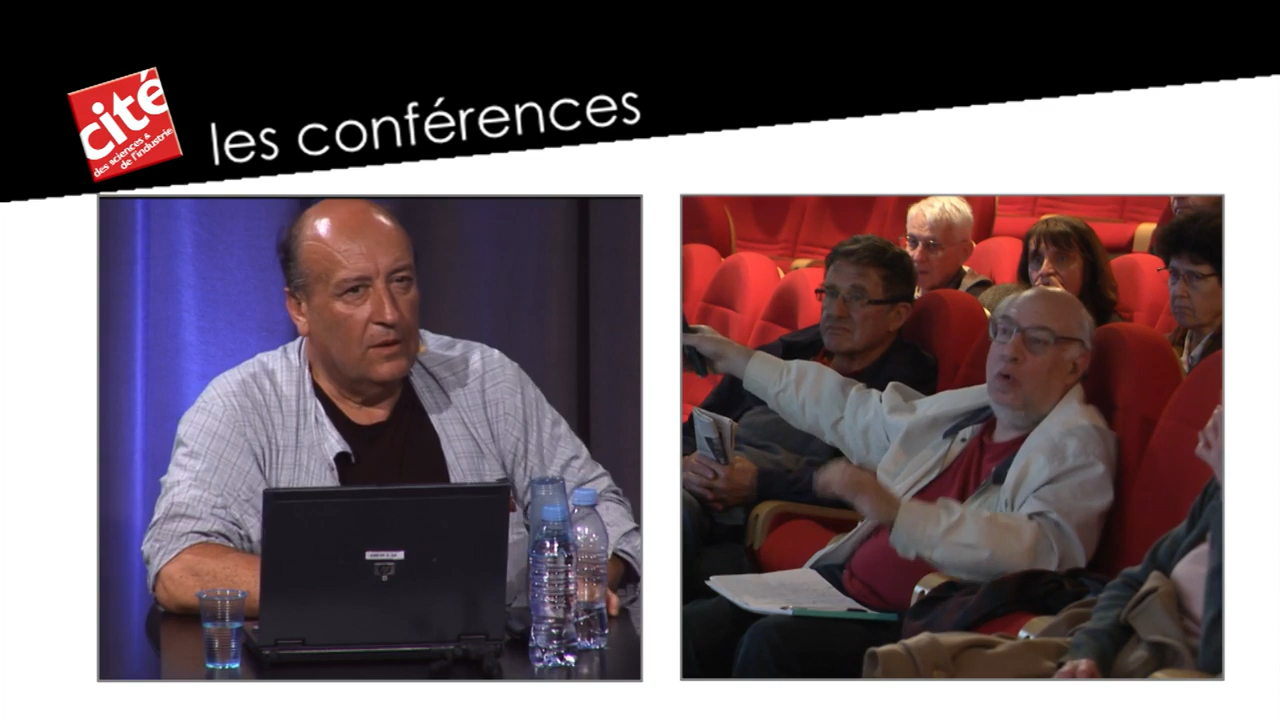 cité
des sciences &
de l'industrie
les conférences